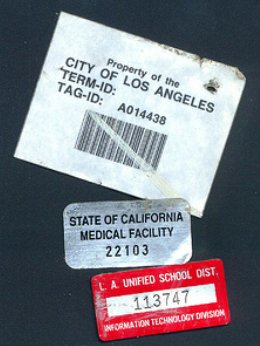 Property of the
CITY OF LOS ANGELES
TERM-ID:
TAG-ID: A014438
STATE OF CALIFORNIA
MEDICAL FACILITY
22103
L. A. UNIFIED SCHOOL DIST.
113747
INFORMATION TECHNOLOGY DIVISION